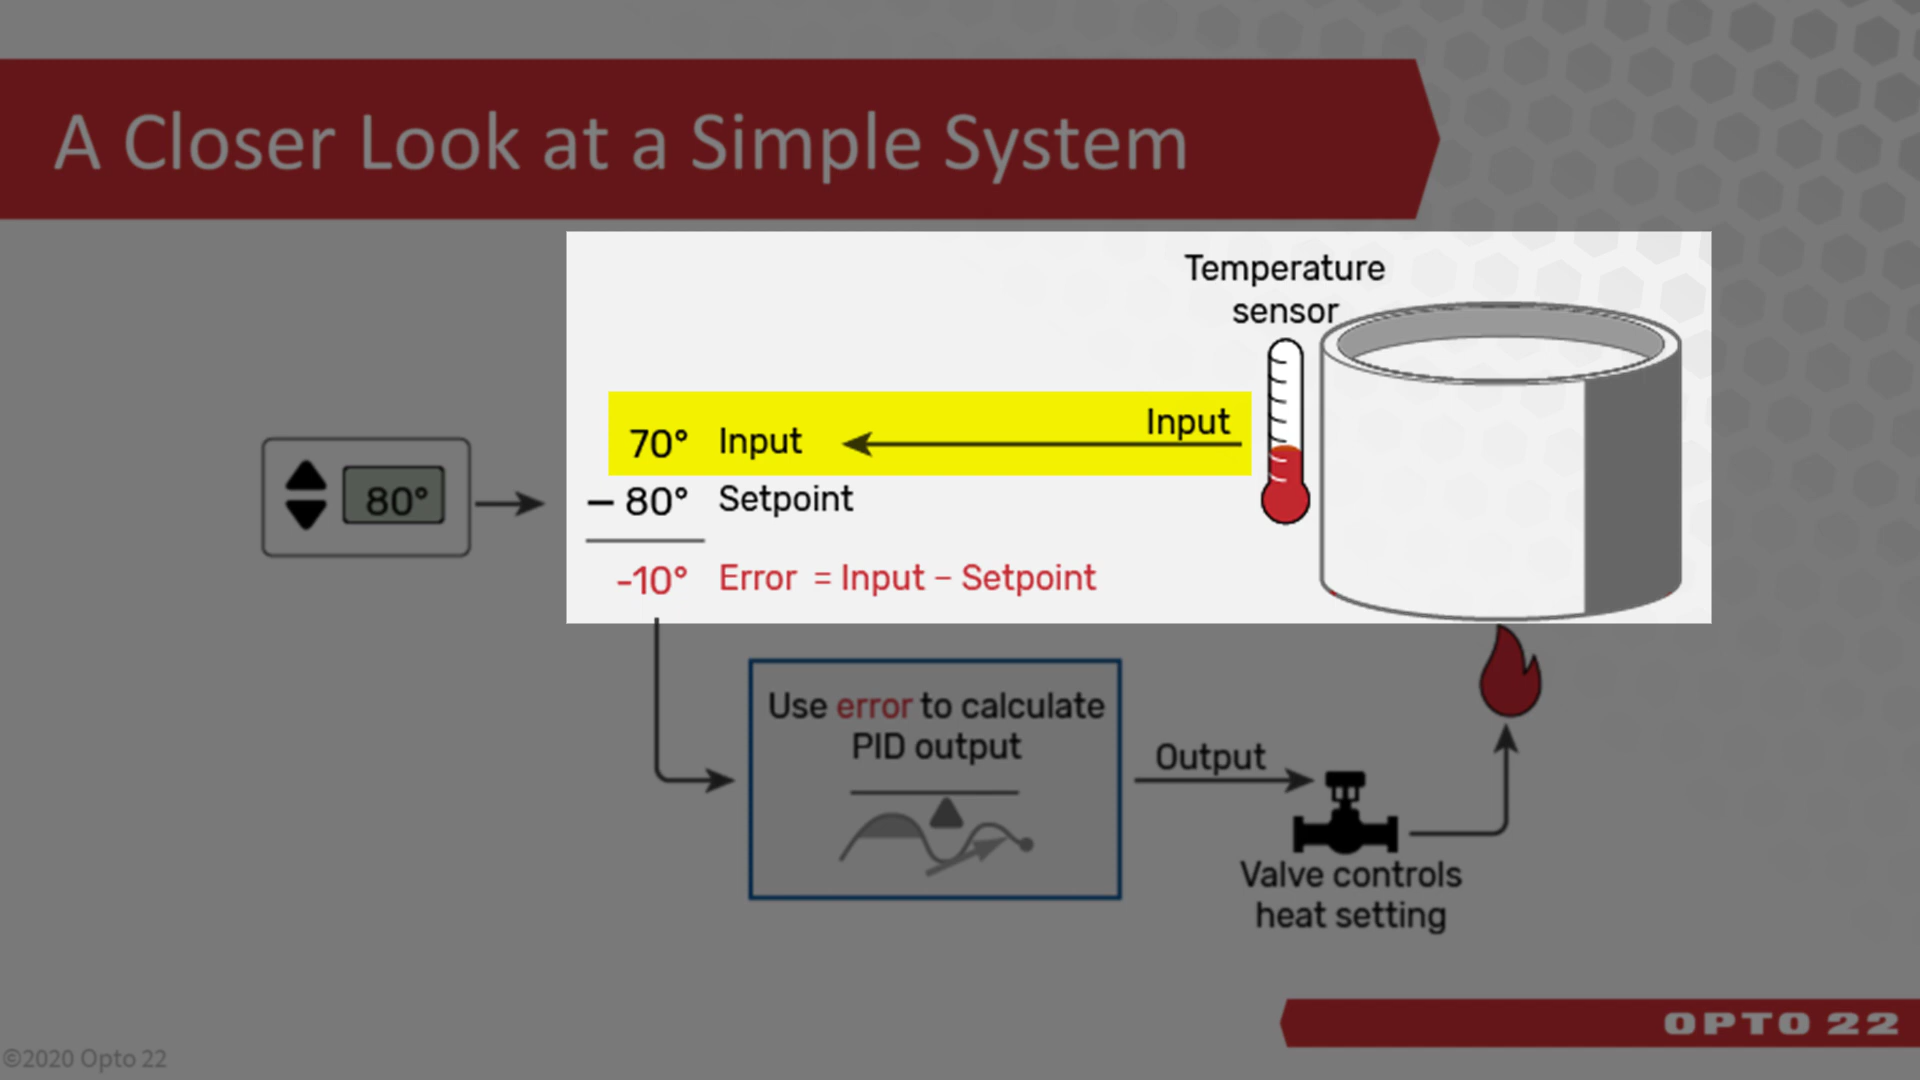 A Closer Look at a Simple System
Temperature
sensor
Input
70° Input
80°
– 80° Setpoint
-10° Error = Input – Setpoint
Use error to calculate
PID output
Output
Valve controls
heat setting
OPTO 22
©2020 Opto 22